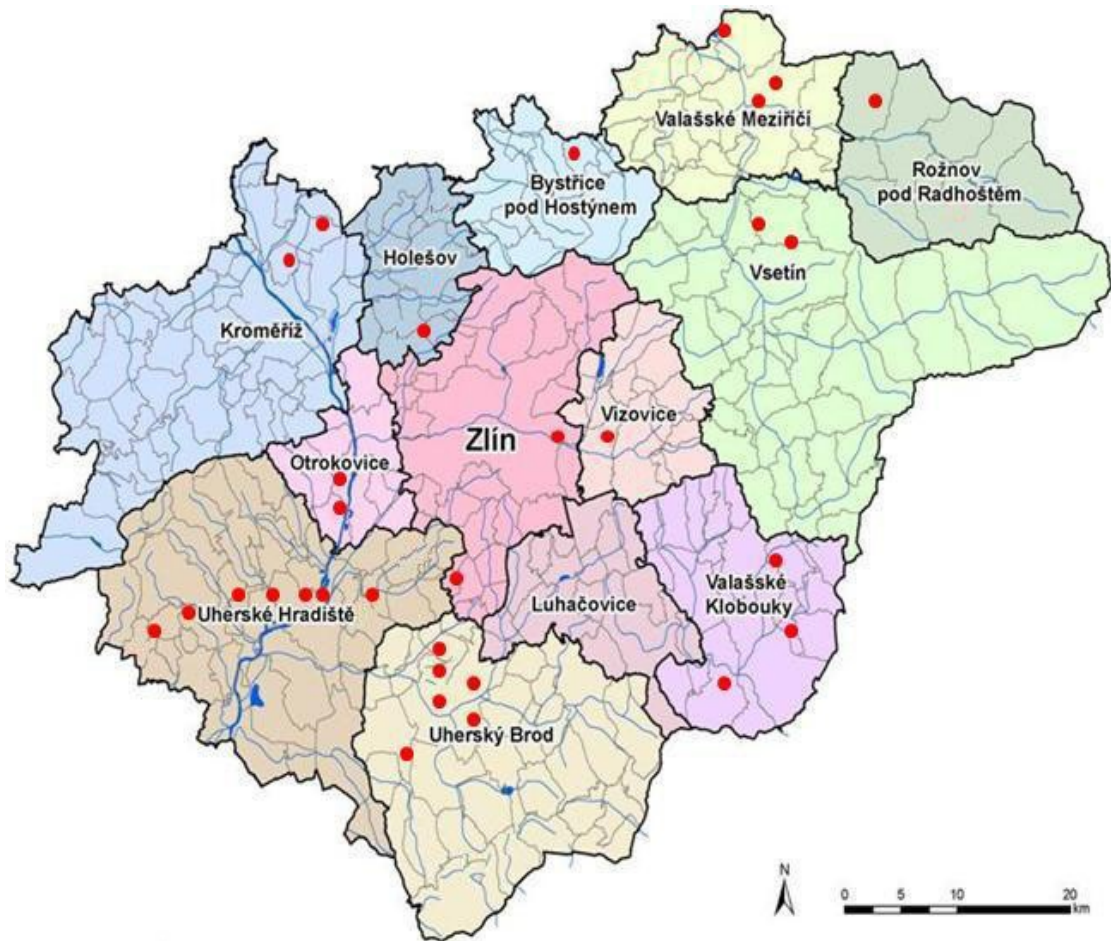 Valašské Meziříčí
Rožnov
pod Radhoštěm
Bystřice
pod Hostýnem
Holešov
Vsetín
Kroměříž
Vizovice
Zlín
Otrokovice
Valašské
Klobouky
Luhačovice
Uherské Hradiště
Uherský Brod
N
0 5 10 20
km